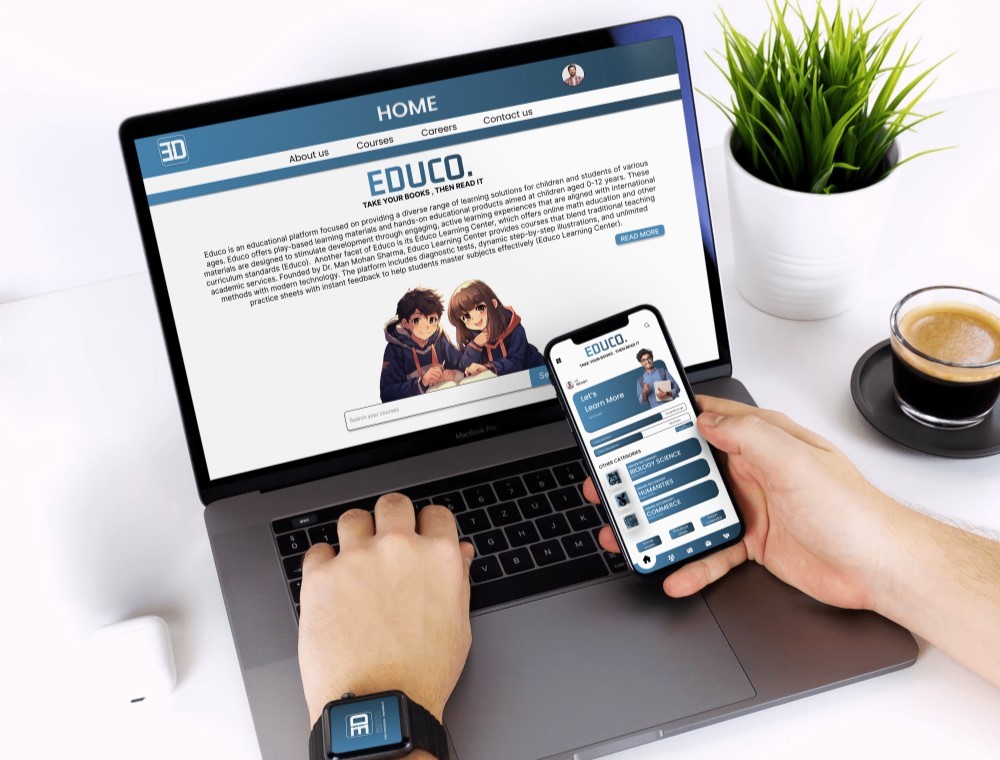 HOME
About us Courses Careers Contact us
EDUCO.
TAKE YOUR BOOKS , THEN READ IT
Educo is an educational platform focused on providing a diverse range of learning solutions for children and students of various
ages. Educo offers play-based learning materials and hands-on educational products aimed at children aged 0-12 years. These
materials are designed to stimulate development through engaging, active learning experiences that are aligned with international
curriculum standards (Educo). Another facet of Educo is its Educo Learning Center, which offers online math education and other
academic services. Founded by Dr. Man Mohan Sharma, Educo Learning Center provides courses that blend traditional teaching
methods with modern technology. The platform includes diagnostic tests, dynamic step-by-step illustrations, and unlimited
practice sheets with instant feedback to help students master subjects effectively (Educo Learning Center).
READ MORE
Search your courses
Se
MacBook Pro
EDUCO.
TAKE YOUR BOOKS , THEN READ IT
Let's
Learn More
OTHER CATEGORIES
BIOLOGY SCIENCE
HUMANITIES
COMMERCE